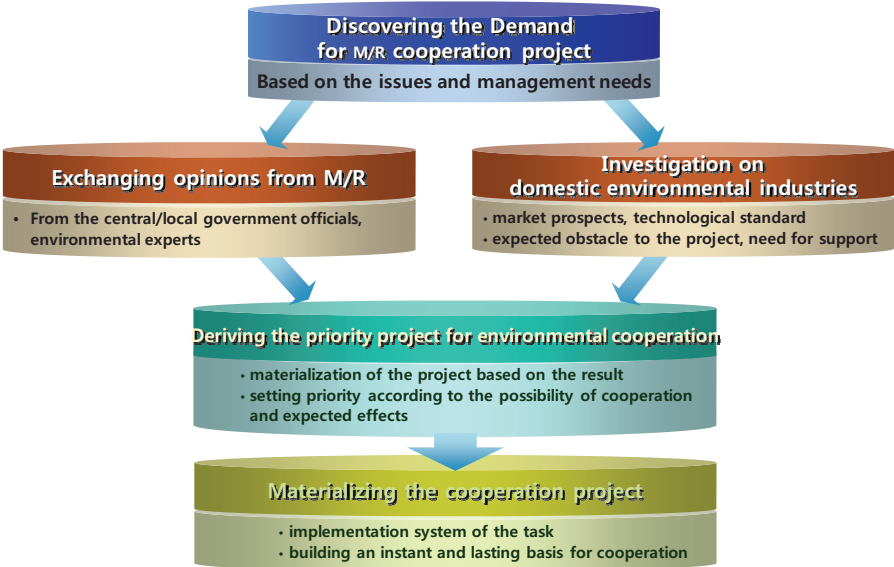 Discovering the Demand
for M/R cooperation project
Based on the issues and management needs
Exchanging opinions from M/R
• From the central/local government officials,
environmental experts
Investigation on
domestic environmental industries
• market prospects, technological standard
• expected obstacle to the project, need for support
Deriving the priority project for environmental cooperation
• materialization of the project based on the result
• setting priority according to the possibility of cooperation
and expected effects
Materializing the cooperation project
• implementation system of the task
• building an instant and lasting basis for cooperation